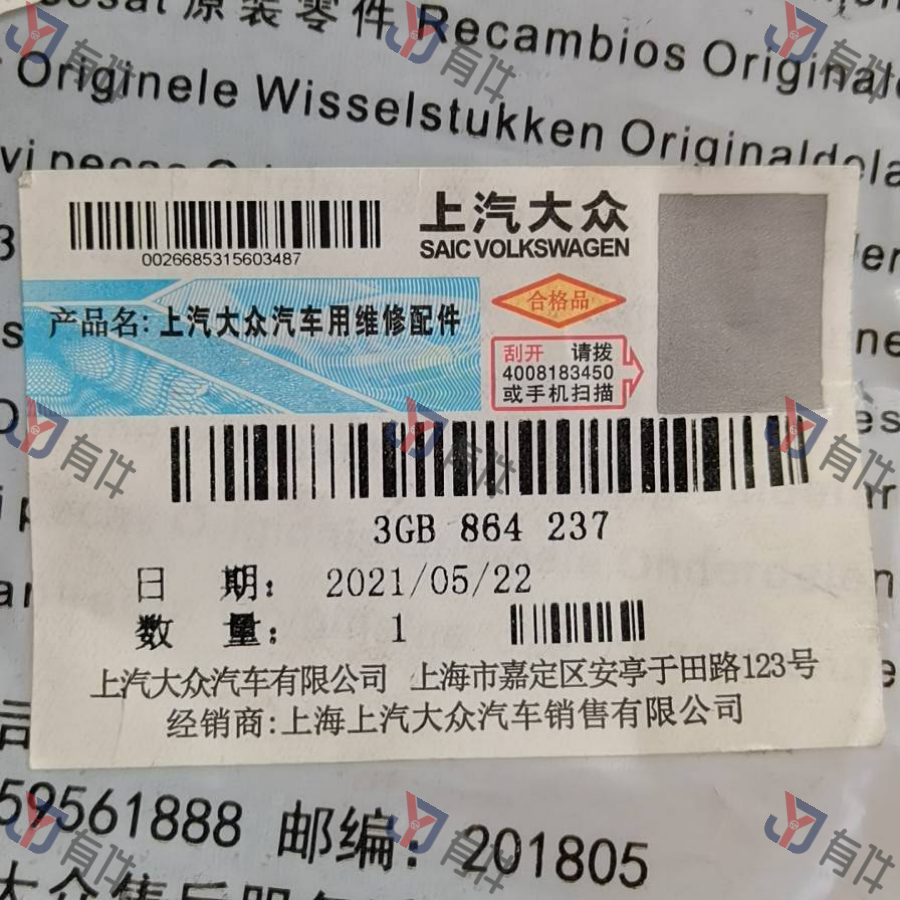 原装零件 Recambios Originale
Originele Wisselstukken Originaldela
0026685315603487
上汽大众
SAIC VOLKSWAGEN
产品名: 上汽大众汽车用维修配件
合格品
刮开 请拨
4008183450
或手机扫描
3GB 864 237
日 期: 2021/05/22
数 量: 1
上汽大众汽车有限公司 上海市嘉定区安亭于田路123号
经销商:上海上汽大众汽车销售有限公司
59561888 邮编: 201805
有件